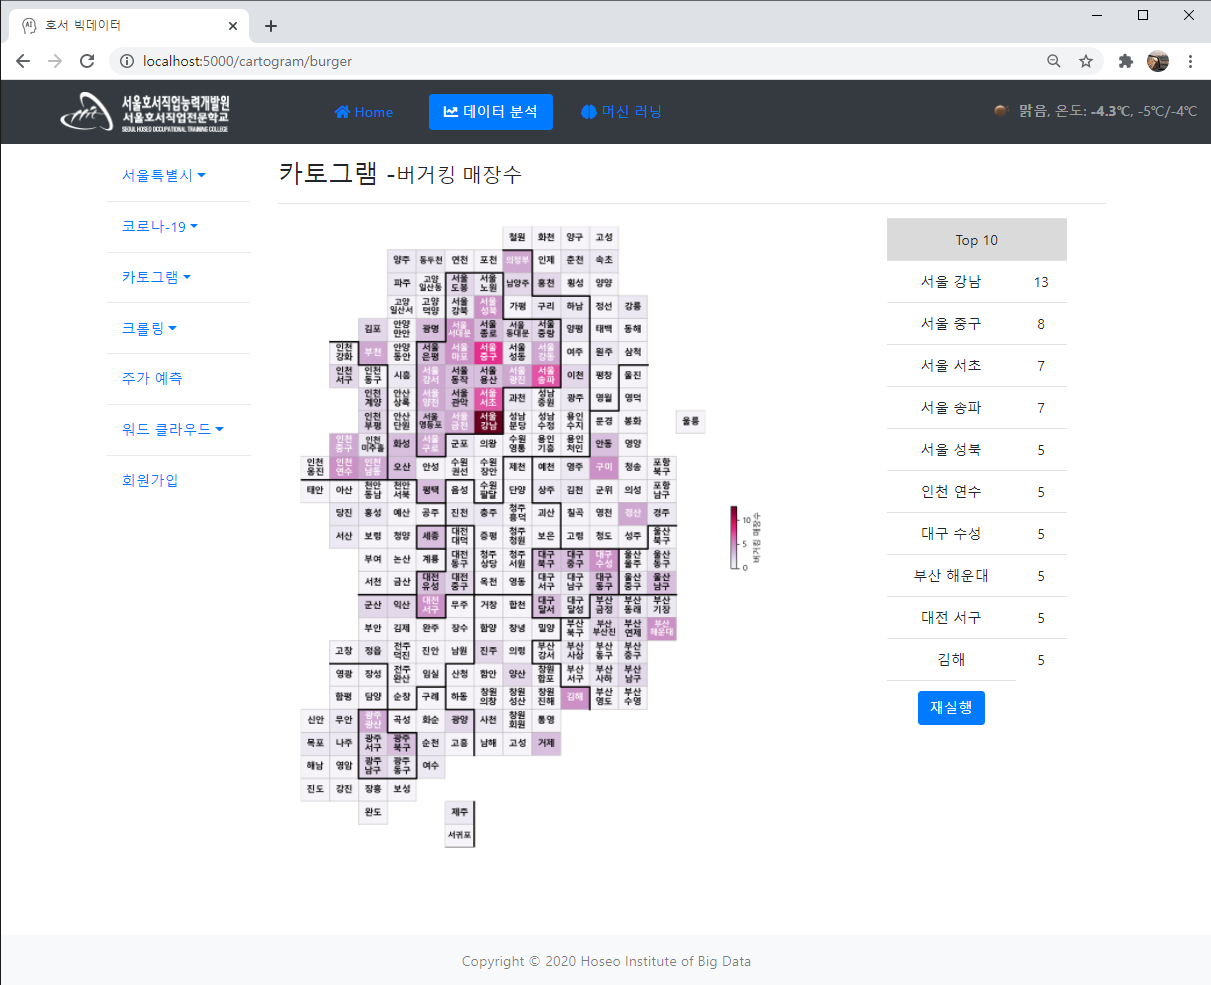 호서 빅데이터
localhost:5000/cartogram/burger
서울호서직업능력개발원
서울호서직업전문학교
SEOUL HOSEO OCCUPATIONAL TRAINING COLLEGE
Home
데이터 분석
머신 러닝
맑음, 온도: -4.3℃, -5℃/-4℃
서울특별시
코로나-19
카토그램
크롤링
주가 예측
워드 클라우드
회원가입
카토그램 -버거킹 매장수
철원 화천 양구 고성
양주 동두천 연천 포천 의정부 인제 춘천 속초
파주 고양 일산동 서울 도봉 서울 노원 남양주 홍천 횡성 양양
고양 일산서 고양 덕양 서울 강북 서울 성북 가평 구리 하남 정선 강릉
김포 안양 만안 광명 서울 서대문 서울 종로 서울 동대문 서울 중랑 양평 태백 동해
인천 강화 부천 안양 동안 서울 은평 서울 마포 서울 중구 서울 성동 서울 강동 여주 원주 삼척
인천 서구 인천 동구 시흥 서울 강서 서울 동작 서울 용산 서울 광진 서울 송파 이천 평창 울진
인천 계양 안산 상록 서울 양천 서울 관악 서울 서초 과천 성남 중원 광주 영월 영덕
인천 부평 안산 단원 서울 영등포 서울 금천 서울 강남 성남 분당 성남 수정 용인 수지 문경 봉화 울릉
인천 중구 인천 미추홀 화성 서울 구로 군포 의왕 수원 영통 용인 기흥 용인 처인 안동 영양
인천 옹진 인천 연수 인천 남동 오산 안성 수원 권선 수원 장안 제천 예천 영주 구미 청송 포항 북구
태안 아산 천안 동남 천안 서북 평택 음성 수원 팔달 단양 상주 김천 군위 의성 포항 남구
당진 홍성 예산 공주 진천 충주 청주 흥덕 괴산 칠곡 영천 경산 경주
서산 보령 청양 세종 대전 대덕 증평 청주 청원 보은 고령 청도 성주 울산 북구
부여 논산 계룡 대전 동구 청주 상당 청주 서원 대구 북구 대구 중구 대구 수성 울산 울주 울산 동구
서천 금산 대전 유성 대전 중구 옥천 영동 대구 서구 대구 남구 대구 동구 울산 중구 울산 남구
군산 익산 대전 서구 무주 거창 합천 대구 달서 대구 달성 부산 금정 부산 동래 부산 기장
부안 김제 완주 장수 함양 창녕 밀양 부산 북구 부산 부산진 부산 연제 부산 해운대
고창 정읍 전주 덕진 진안 남원 진주 의령 부산 강서 부산 사상 부산 동구 부산 중구
영광 장성 전주 완산 임실 산청 함안 양산 창원 합포 부산 서구 부산 사하 부산 남구
함평 담양 순창 구례 하동 창원 의창 창원 성산 창원 진해 김해 부산 영도 부산 수영
신안 무안 광주 광산 곡성 화순 광양 사천 창원 회원 통영
목포 나주 광주 서구 광주 북구 순천 고흥 남해 고성 거제
해남 영암 광주 남구 광주 동구 여수
진도 강진 장흥 보성
완도 제주
서귀포
10
5
0
버거킹 매장수
Top 10
서울 강남 13
서울 중구 8
서울 서초 7
서울 송파 7
서울 성북 5
인천 연수 5
대구 수성 5
부산 해운대 5
대전 서구 5
김해 5
재실행
Copyright © 2020 Hoseo Institute of Big Data